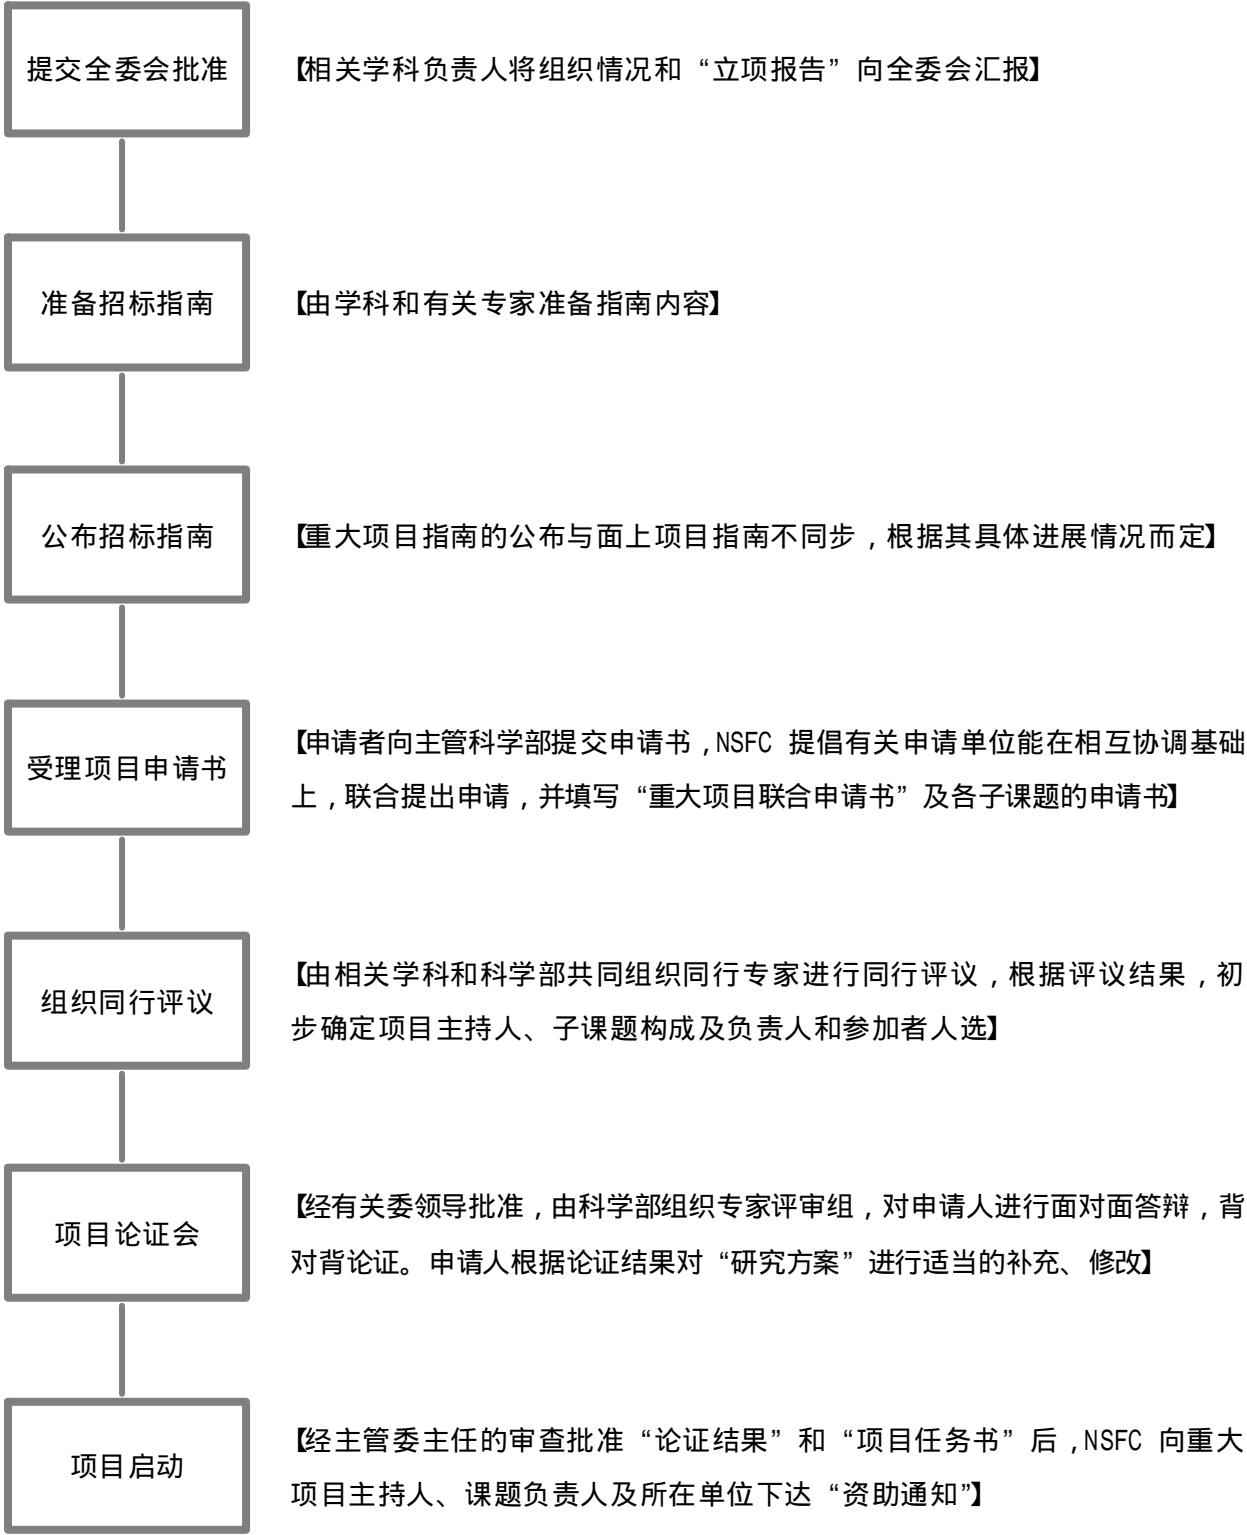 提交全委会批准
【相关学科负责人将组织情况和“立项报告”向全委会汇报】
准备招标指南
【由学科和有关专家准备指南内容】
公布招标指南
【重大项目指南的公布与面上项目指南不同步，根据其具体进展情况而定】
受理项目申请书
【申请者向主管科学部提交申请书，NSFC 提倡有关申请单位能在相互协调基础
上，联合提出申请，并填写“重大项目联合申请书”及各子课题的申请书】
组织同行评议
【由相关学科和科学部共同组织同行专家进行同行评议，根据评议结果，初
步确定项目主持人、子课题构成及负责人和参加者人选】
项目论证会
【经有关委领导批准，由科学部组织专家评审组，对申请人进行面对面答辩，背
对背论证。申请人根据论证结果对“研究方案”进行适当的补充、修改】
项目启动
【经主管委主任的审查批准“论证结果”和“项目任务书”后，NSFC 向重大
项目主持人、课题负责人及所在单位下达“资助通知”】